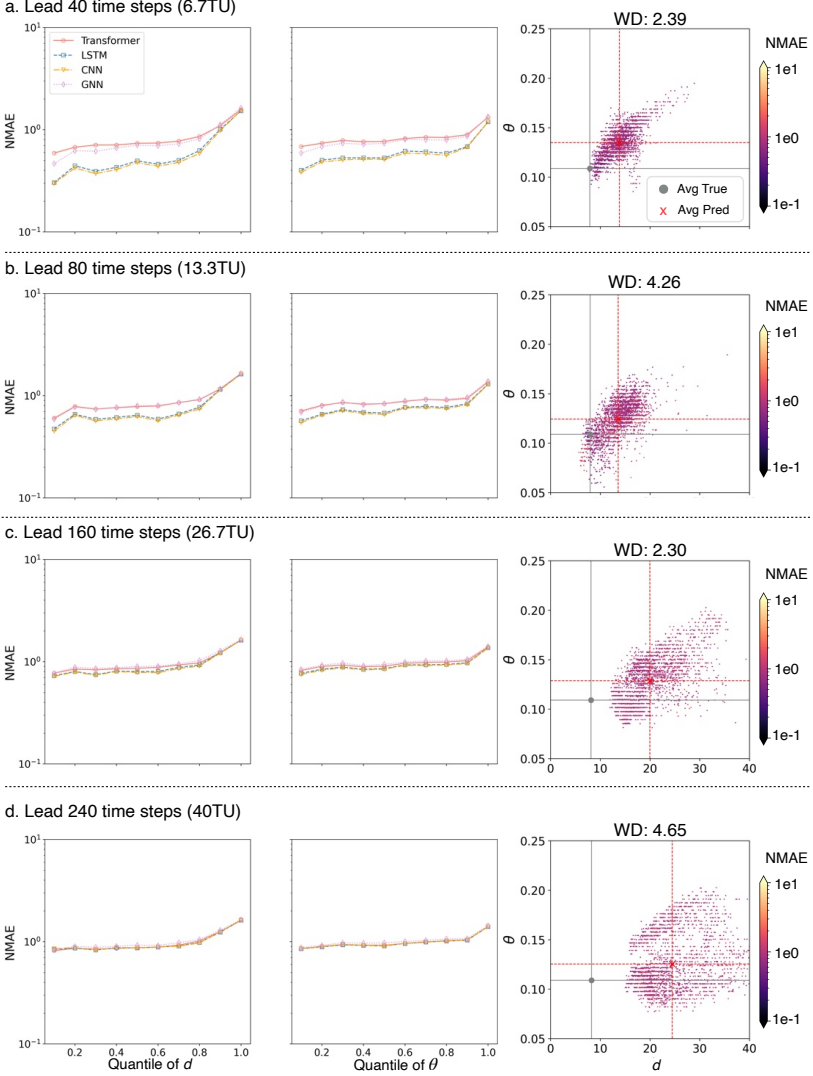 a. Lead 40 time steps (6.7TU)
WD: 2.39
NMAE
Transformer
LSTM
CNN
GNN
NMAE
10¹
10⁰
10⁻¹
θ
0.25
0.20
0.15
0.10
0.05
Avg True
Avg Pred
1e1
1e0
1e-1
b. Lead 80 time steps (13.3TU)
WD: 4.26
NMAE
NMAE
10¹
10⁰
10⁻¹
θ
0.25
0.20
0.15
0.10
0.05
1e1
1e0
1e-1
c. Lead 160 time steps (26.7TU)
WD: 2.30
NMAE
NMAE
10¹
10⁰
10⁻¹
θ
0.25
0.20
0.15
0.10
0.05
0 10 20 30 40
1e1
1e0
1e-1
d. Lead 240 time steps (40TU)
WD: 4.65
NMAE
NMAE
10¹
10⁰
10⁻¹
θ
0.25
0.20
0.15
0.10
0.05
1e1
1e0
1e-1
0.2 0.4 0.6 0.8 1.0
0.2 0.4 0.6 0.8 1.0
0 10 20 30 40
Quantile of d
Quantile of θ
d